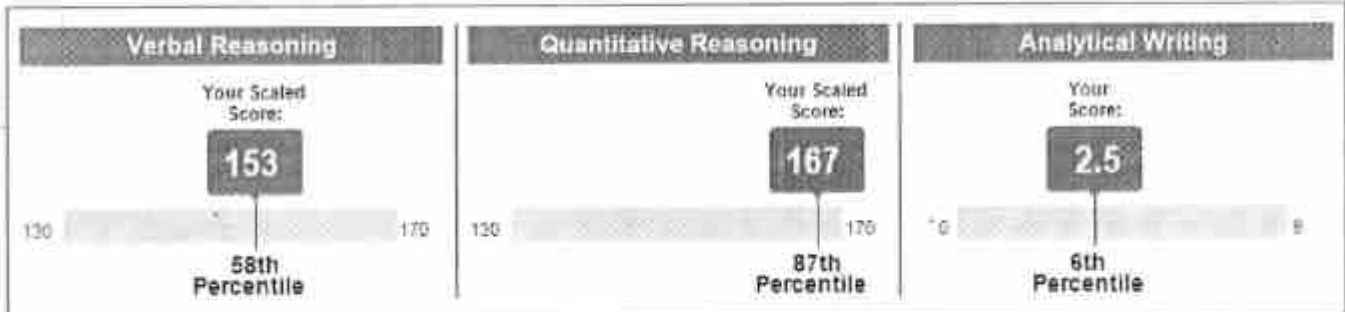 Verbal Reasoning
Your Scaled
Score:
153
130
170
58th
Percentile
Quantitative Reasoning
Your Scaled
Score:
167
130
170
87th
Percentile
Analytical Writing
Your
Score:
2.5
0
6
6th
Percentile